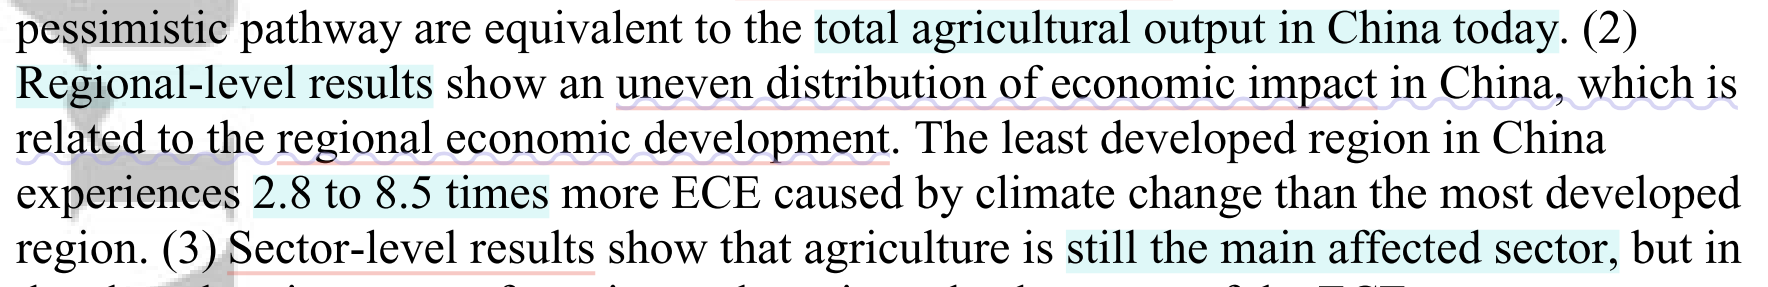 pessimistic pathway are equivalent to the total agricultural output in China today. (2)
Regional-level results show an uneven distribution of economic impact in China, which is
related to the regional economic development. The least developed region in China
experiences 2.8 to 8.5 times more ECE caused by climate change than the most developed
region. (3) Sector-level results show that agriculture is still the main affected sector, but in